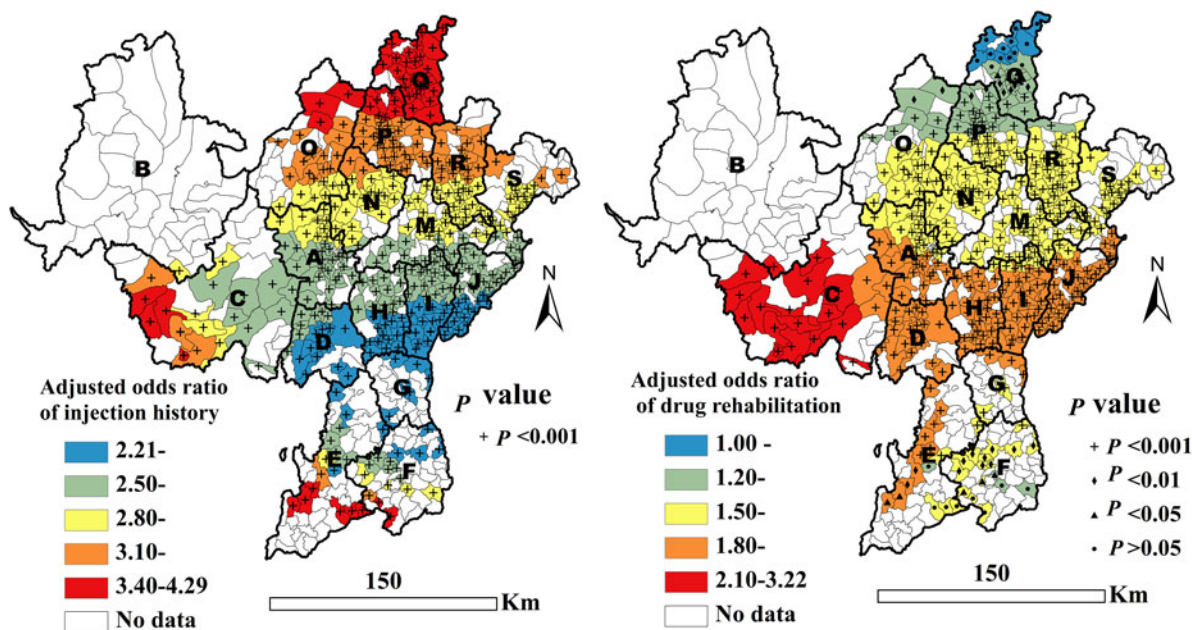 Q
P
O
R
B
S
N
M
A
J
N
C
I
H
D
G
E
F
Adjusted odds ratio
of injection history
2.21-
2.50-
2.80-
3.10-
3.40-4.29
No data
P value
+ P <0.001
150
Km
Q
P
O
R
B
S
N
M
A
J
N
C
I
H
D
G
E
F
Adjusted odds ratio
of drug rehabilitation
1.00 -
1.20-
1.50-
1.80-
2.10-3.22
No data
P value
+ P <0.001
P <0.01
P <0.05
P >0.05
150
Km